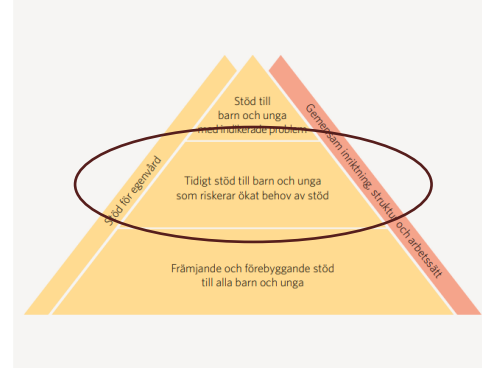 Stöd till
barn och unga
med indikerade problem
Tidigt stöd till barn och unga
som riskerar ökat behov av stöd
Främjande och förebyggande stöd
till alla barn och unga
Stöd för egenvård
Gemensam inriktning, struktur och arbetssätt